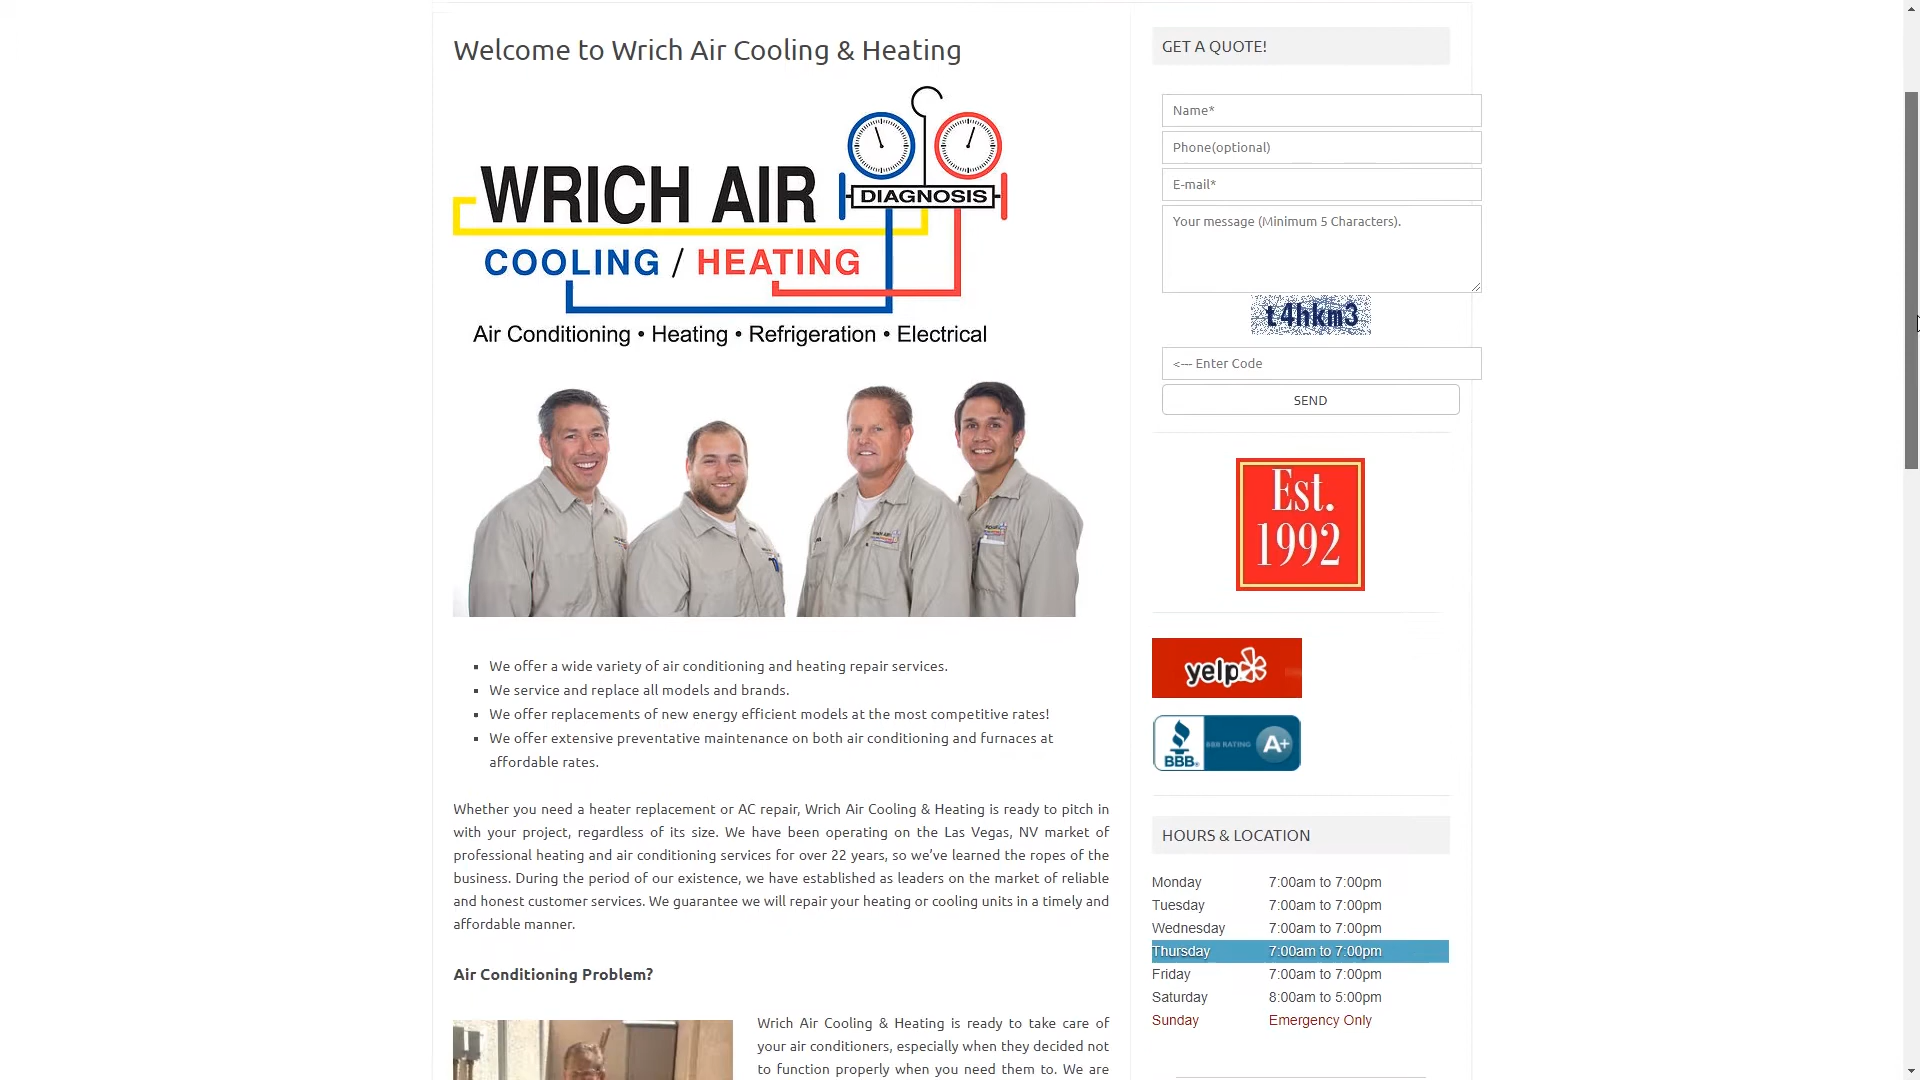 Welcome to Wrich Air Cooling & Heating
WRICH AIR
DIAGNOSIS
COOLING / HEATING
Air Conditioning • Heating • Refrigeration • Electrical
We offer a wide variety of air conditioning and heating repair services.
We service and replace all models and brands.
We offer replacements of new energy efficient models at the most competitive rates!
We offer extensive preventative maintenance on both air conditioning and furnaces at
affordable rates.
Whether you need a heater replacement or AC repair, Wrich Air Cooling & Heating is ready to pitch in
with your project, regardless of its size. We have been operating on the Las Vegas, NV market of
professional heating and air conditioning services for over 22 years, so we’ve learned the ropes of the
business. During the period of our existence, we have established as leaders on the market of reliable
and honest customer services. We guarantee we will repair your heating or cooling units in a timely and
affordable manner.
Air Conditioning Problem?
Wrich Air Cooling & Heating is ready to take care of
your air conditioners, especially when they decided not
to function properly when you need them to. We are
GET A QUOTE!
Name*
Phone(optional)
E-mail*
Your message (Minimum 5 Characters).
t4hkm3
<--- Enter Code
SEND
Est.
1992
yelp
BBB.
BBB RATING A+
HOURS & LOCATION
Monday 7:00am to 7:00pm
Tuesday 7:00am to 7:00pm
Wednesday 7:00am to 7:00pm
Thursday 7:00am to 7:00pm
Friday 7:00am to 7:00pm
Saturday 8:00am to 5:00pm
Sunday Emergency Only